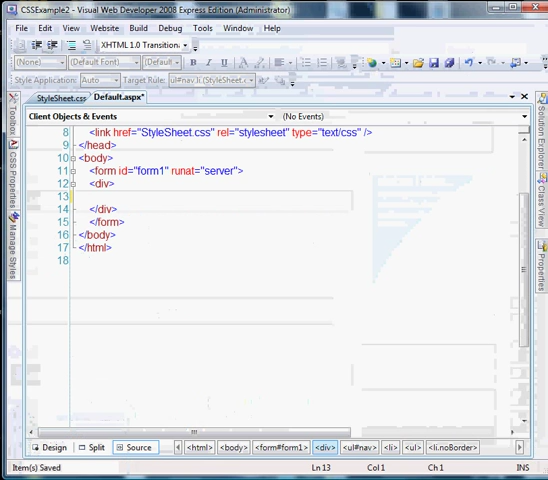 CSSExample2 - Visual Web Developer 2008 Express Edition (Administrator)
File Edit View Website Build Debug Tools Window Help
XHTML 1.0 Transition
(None) (Default Font) (Default
Style Application: Auto Target Rule: ul#nav li (StyleSheet.c
StyleSheet.css Default.aspx*
Client Objects & Events (No Events)
8 <link href="StyleSheet.css" rel="stylesheet" type="text/css" />
9 </head>
10 <body>
11 <form id="form1" runat="server">
12 <div>
13
14 </div>
15 </form>
16 </body>
17 </html>
18
Toolbox
CSS Properties
Manage Styles
Solution Explorer
Class View
Properties
Design Split Source <html> <body> <form#form1> <div> <ul#nav> <li> <ul> <li.noBorder>
Item(s) Saved Ln 13 Col 1 Ch 1 INS